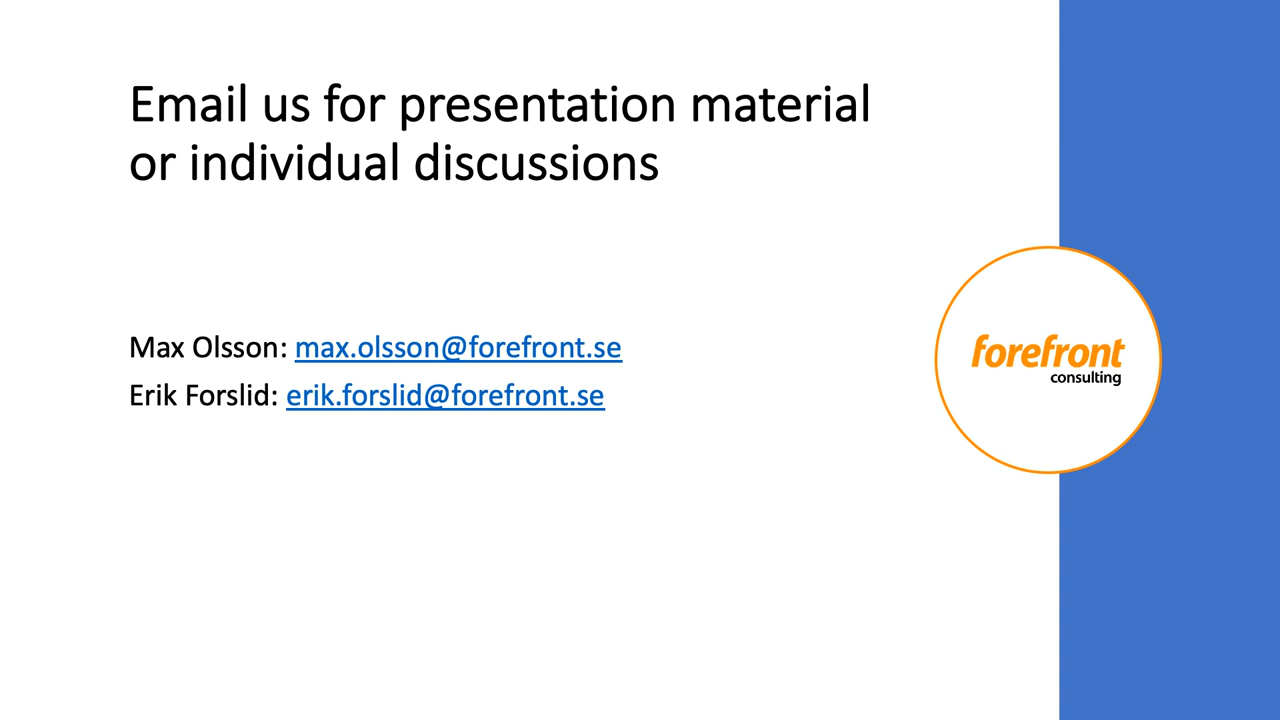 Email us for presentation material
or individual discussions
Max Olsson: max.olsson@forefront.se
Erik Forslid: erik.forslid@forefront.se
forefront
consulting